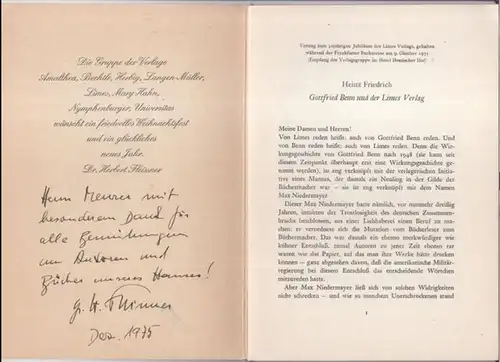 Die Gruppe der Verlage
Amalthea, Bechtle, Herbig, Langen-Müller,
Limes, Mary Hahn,
Nymphenburger, Universitas
wünscht ein friedvolles Weihnachtsfest
und ein glückliches
neues Jahr.
Dr. Herbert Fleissner
Herrn Menner mit
besonderem Dank für
alle Bemühungen
um Autoren und
Bücher unseres Hauses!
Dez. 1975
Vortrag zum 30jährigen Jubiläum des Limes Verlags, gehalten
während der Frankfurter Buchmesse am 9. Oktober 1975
(Empfang der Verlagsgruppe im Hotel Hessischer Hof)
Heinz Friedrich
Gottfried Benn und der Limes Verlag
Meine Damen und Herren!
Von Limes reden heißt: auch von Gottfried Benn reden. Und
von Benn reden heißt: auch von Limes reden. Denn die Wir-
kungsgeschichte von Gottfried Benn nach 1948 (sie kann seit
diesem Zeitpunkt überhaupt erst eine Wirkungsgeschichte ge-
nannt werden), ist eng verknüpft mit der verlegerischen Initia-
tive eines Mannes, der damals ein Neuling in der Gilde der
Büchermacher war – sie ist eng verknüpft mit dem Namen
Max Niedermayer
Dieser Max Niedermayer hatte nämlich, vor nunmehr dreißig
Jahren, inmitten der Trostlosigkeit des deutschen Zusammen-
bruchs beschlossen, aus einer Liebhaberei einen Beruf zu ma-
chen: er versuchte sich die Mutation vom Bücherleser zum
Büchermacher. Das war damals ein ebenso merkwürdiger wie
kühner Entschluß, zumal Autoren zu jener Zeit ebenso rar
waren wie das Papier, auf das man ihre Werke hätte drucken
können – ganz abgesehen davon, daß die amerikanische Militär-
regierung bei diesem Entschluß das entscheidende Wörtchen
mitzureden hatte.
Aber Max Niedermayer ließ sich von solchen Widrigkeiten
nicht schrecken – und wie so manchem Unerschrockenen stand